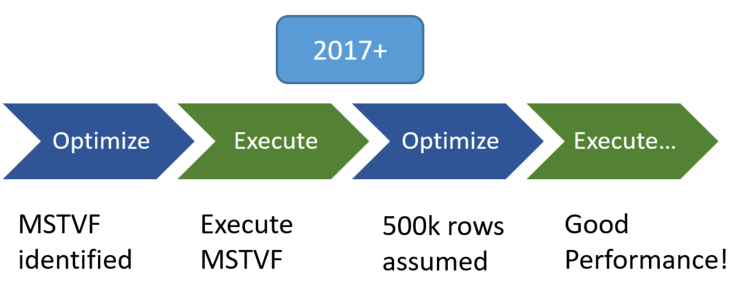 2017+
Optimize
Execute
Optimize
Execute...
MSTVF
identified
Execute
MSTVF
500k rows
assumed
Good
Performance!